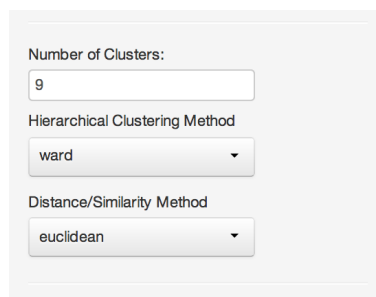 Number of Clusters:
9
Hierarchical Clustering Method
ward
Distance/Similarity Method
euclidean